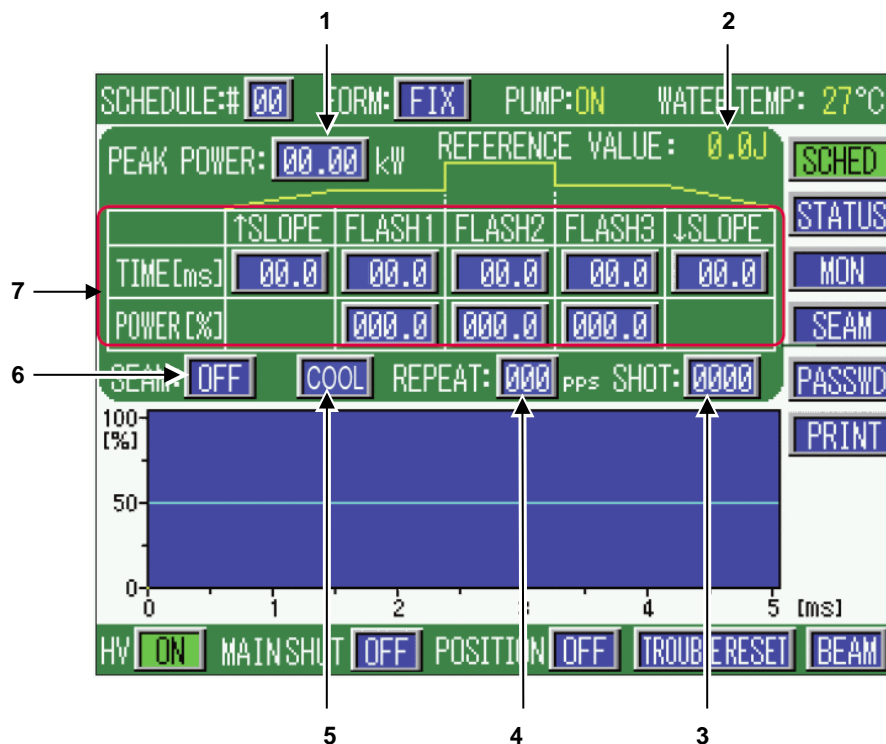 1 2
SCHEDULE:# 00 FORM: FIX PUMP:ON WATER TEMP: 27°C
PEAK POWER: 00.00 kW REFERENCE VALUE: 0.0J SCHED
↑SLOPE FLASH1 FLASH2 FLASH3 ↓SLOPE STATUS
TIME[ms] 00.0 00.0 00.0 00.0 00.0 MON
7
POWER[%] 000.0 000.0 000.0 SEAM
6
SEAM: OFF COOL REPEAT: 000 pps SHOT: 0000 PASSWD
100
[%] PRINT
50
0
0 1 2 3 4 5 [ms]
HV ON MAIN SHUT OFF POSITION OFF TROUBLE RESET BEAM
5 4 3